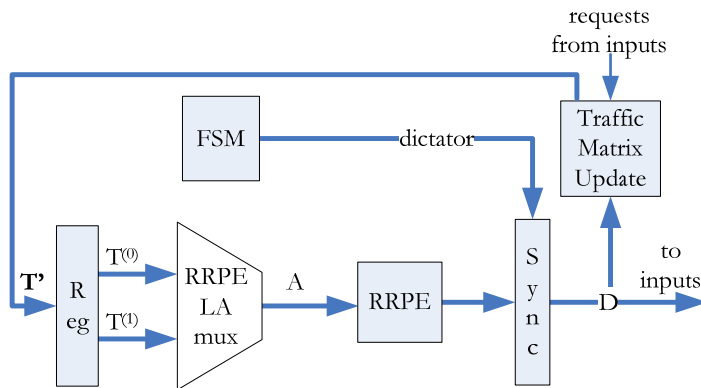 requests
from inputs
FSM
dictator
Traffic
Matrix
Update
T'
R
eg
T(0)
T(1)
RRPE
LA
mux
A
RRPE
S
y
n
c
D
to
inputs